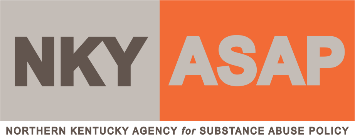 NKY ASAP
NORTHERN KENTUCKY AGENCY for SUBSTANCE ABUSE POLICY